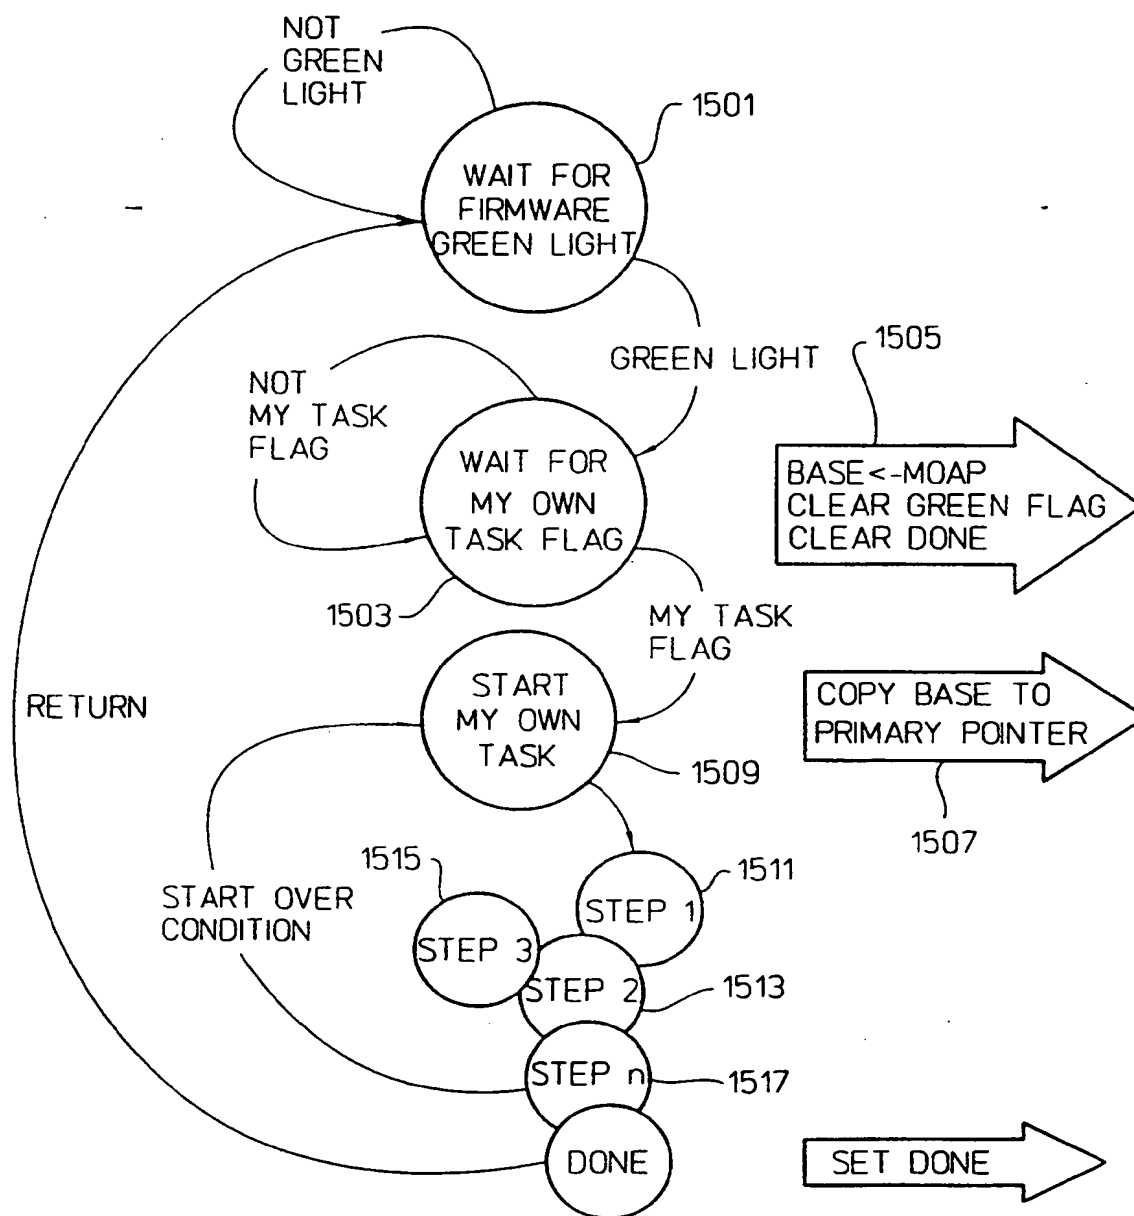 NOT
GREEN
LIGHT
1501
WAIT FOR
FIRMWARE
GREEN LIGHT
GREEN LIGHT
1505
NOT
MY TASK
FLAG
WAIT FOR
MY OWN
TASK FLAG
BASE<-MOAP
CLEAR GREEN FLAG
CLEAR DONE
1503
MY TASK
FLAG
RETURN
START
MY OWN
TASK
1509
COPY BASE TO
PRIMARY POINTER
1507
1515
1511
START OVER
CONDITION
STEP 1
STEP 3
STEP 2
1513
STEP n
1517
DONE
SET DONE